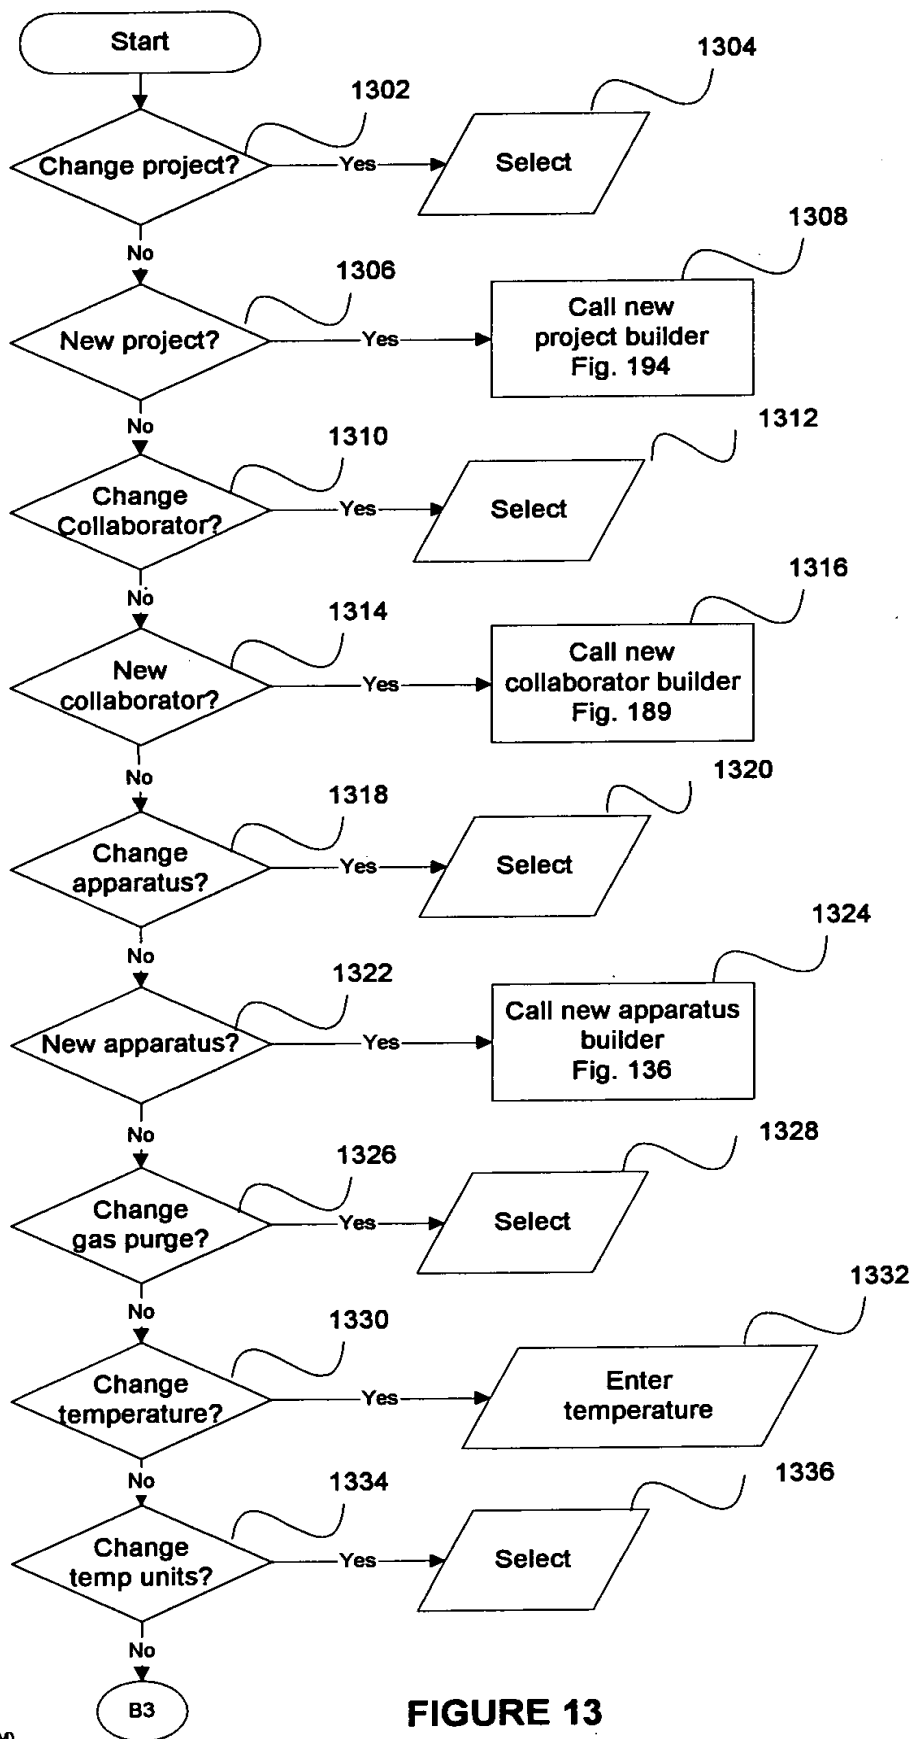 Start
1304
1302
Change project?
Yes
Select
No
1308
1306
New project?
Yes
Call new
project builder
Fig. 194
No
1312
1310
Change
Collaborator?
Yes
Select
No
1316
1314
New
collaborator?
Yes
Call new
collaborator builder
Fig. 189
No
1320
1318
Change
apparatus?
Yes
Select
No
1324
1322
New apparatus?
Yes
Call new apparatus
builder
Fig. 136
No
1328
1326
Change
gas purge?
Yes
Select
No
1332
1330
Change
temperature?
Yes
Enter
temperature
No
1336
1334
Change
temp units?
Yes
Select
No
B3
FIGURE 13